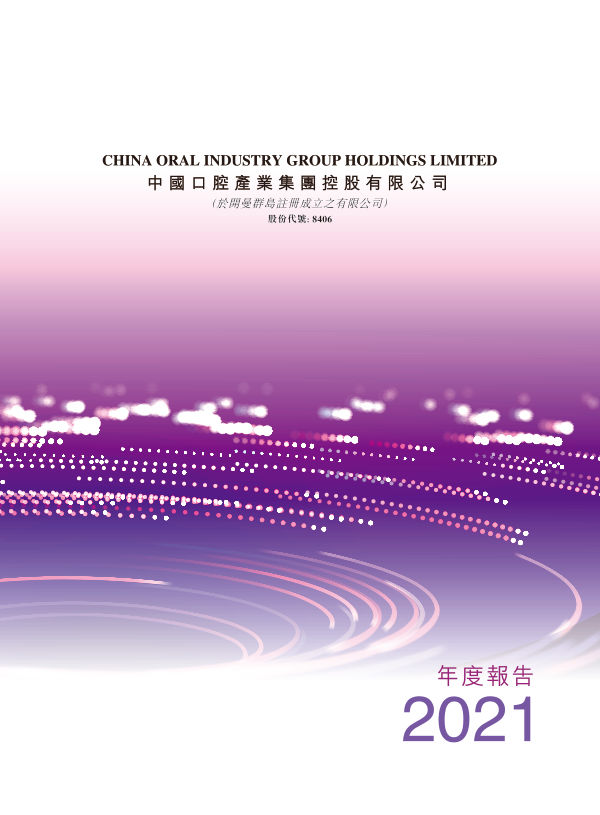 CHINA ORAL INDUSTRY GROUP HOLDINGS LIMITED
中國口腔產業集團控股有限公司
(於開曼群島註冊成立之有限公司)
股份代號: 8406
年度報告
2021